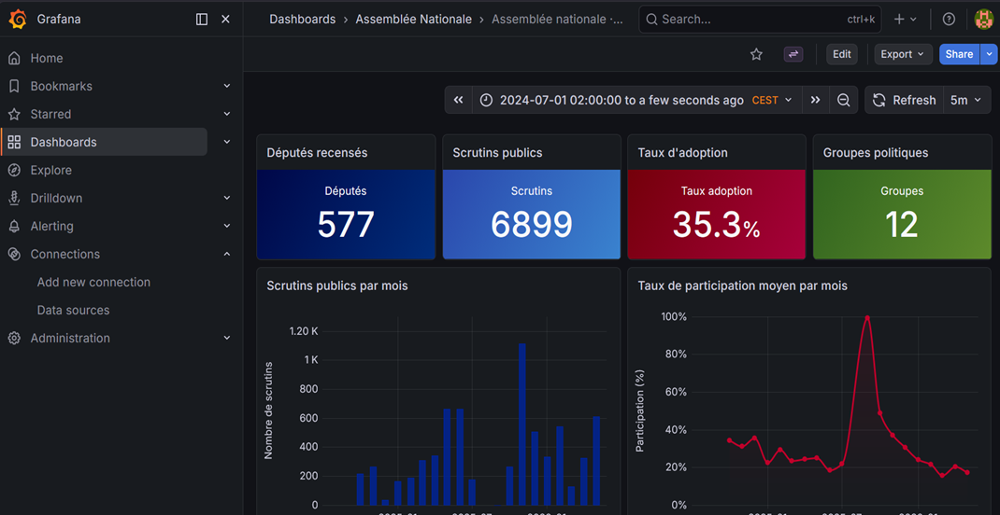 Grafana
Dashboards › Assemblée Nationale › Assemblée nationale ·...
Search... ctrl+k
Home
Edit Export Share
Bookmarks
Starred
2024-07-01 02:00:00 to a few seconds ago CEST Refresh 5m
Dashboards
Explore
Drilldown
Alerting
Connections
Add new connection
Data sources
Administration
Députés recensés
Députés
577
Scrutins publics
Scrutins
6899
Taux d'adoption
Taux adoption
35.3%
Groupes politiques
Groupes
12
Scrutins publics par mois
Nombre de scrutins
1.20 K
1 K
800
600
400
200
0
Taux de participation moyen par mois
Participation (%)
100%
80%
60%
40%
20%
0%